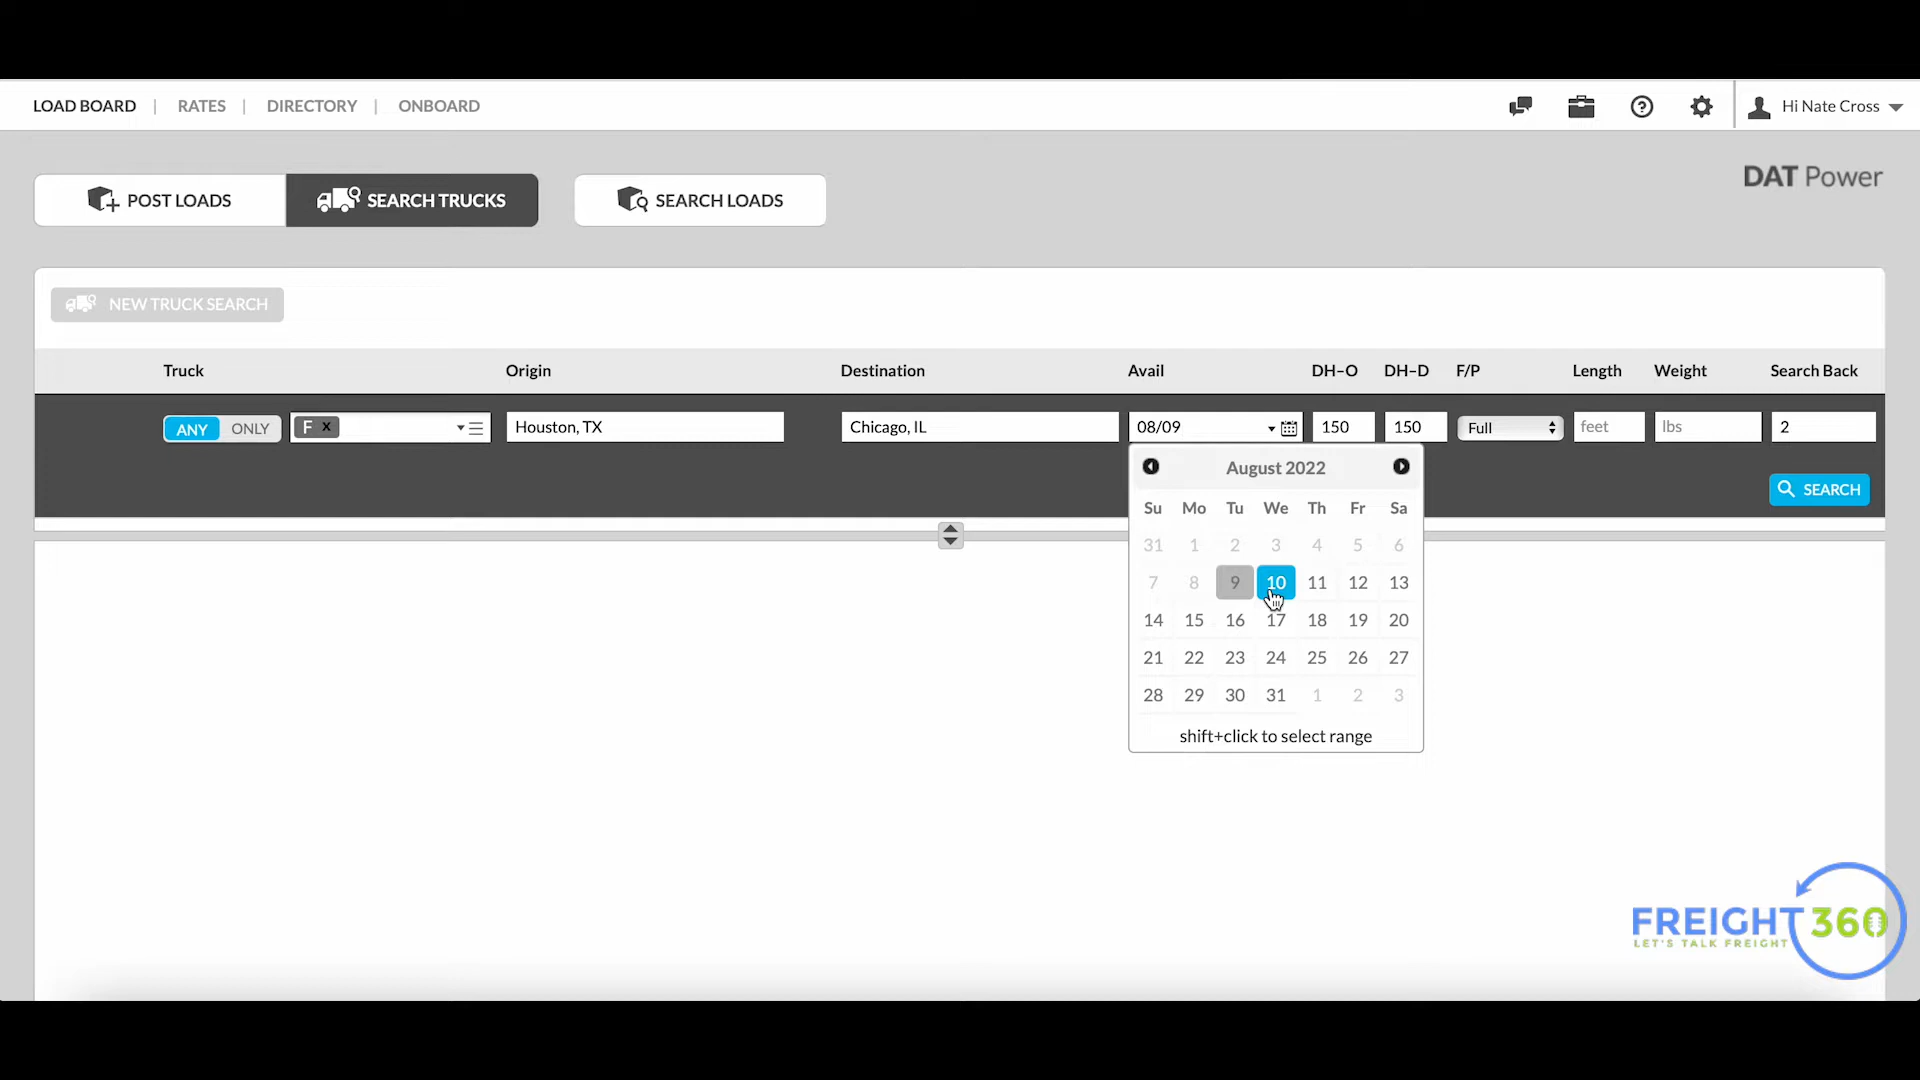 LOAD BOARD | RATES | DIRECTORY | ONBOARD
Hi Nate Cross
DAT Power
POST LOADS
SEARCH TRUCKS
SEARCH LOADS
NEW TRUCK SEARCH
Truck Origin Destination Avail DH-O DH-D F/P Length Weight Search Back
ANY ONLY F x Houston, TX Chicago, IL 08/09 150 150 Full feet lbs 2
SEARCH
August 2022
Su Mo Tu We Th Fr Sa
31 1 2 3 4 5 6
7 8 9 10 11 12 13
14 15 16 17 18 19 20
21 22 23 24 25 26 27
28 29 30 31 1 2 3
shift+click to select range
FREIGHT 360
LET'S TALK FREIGHT